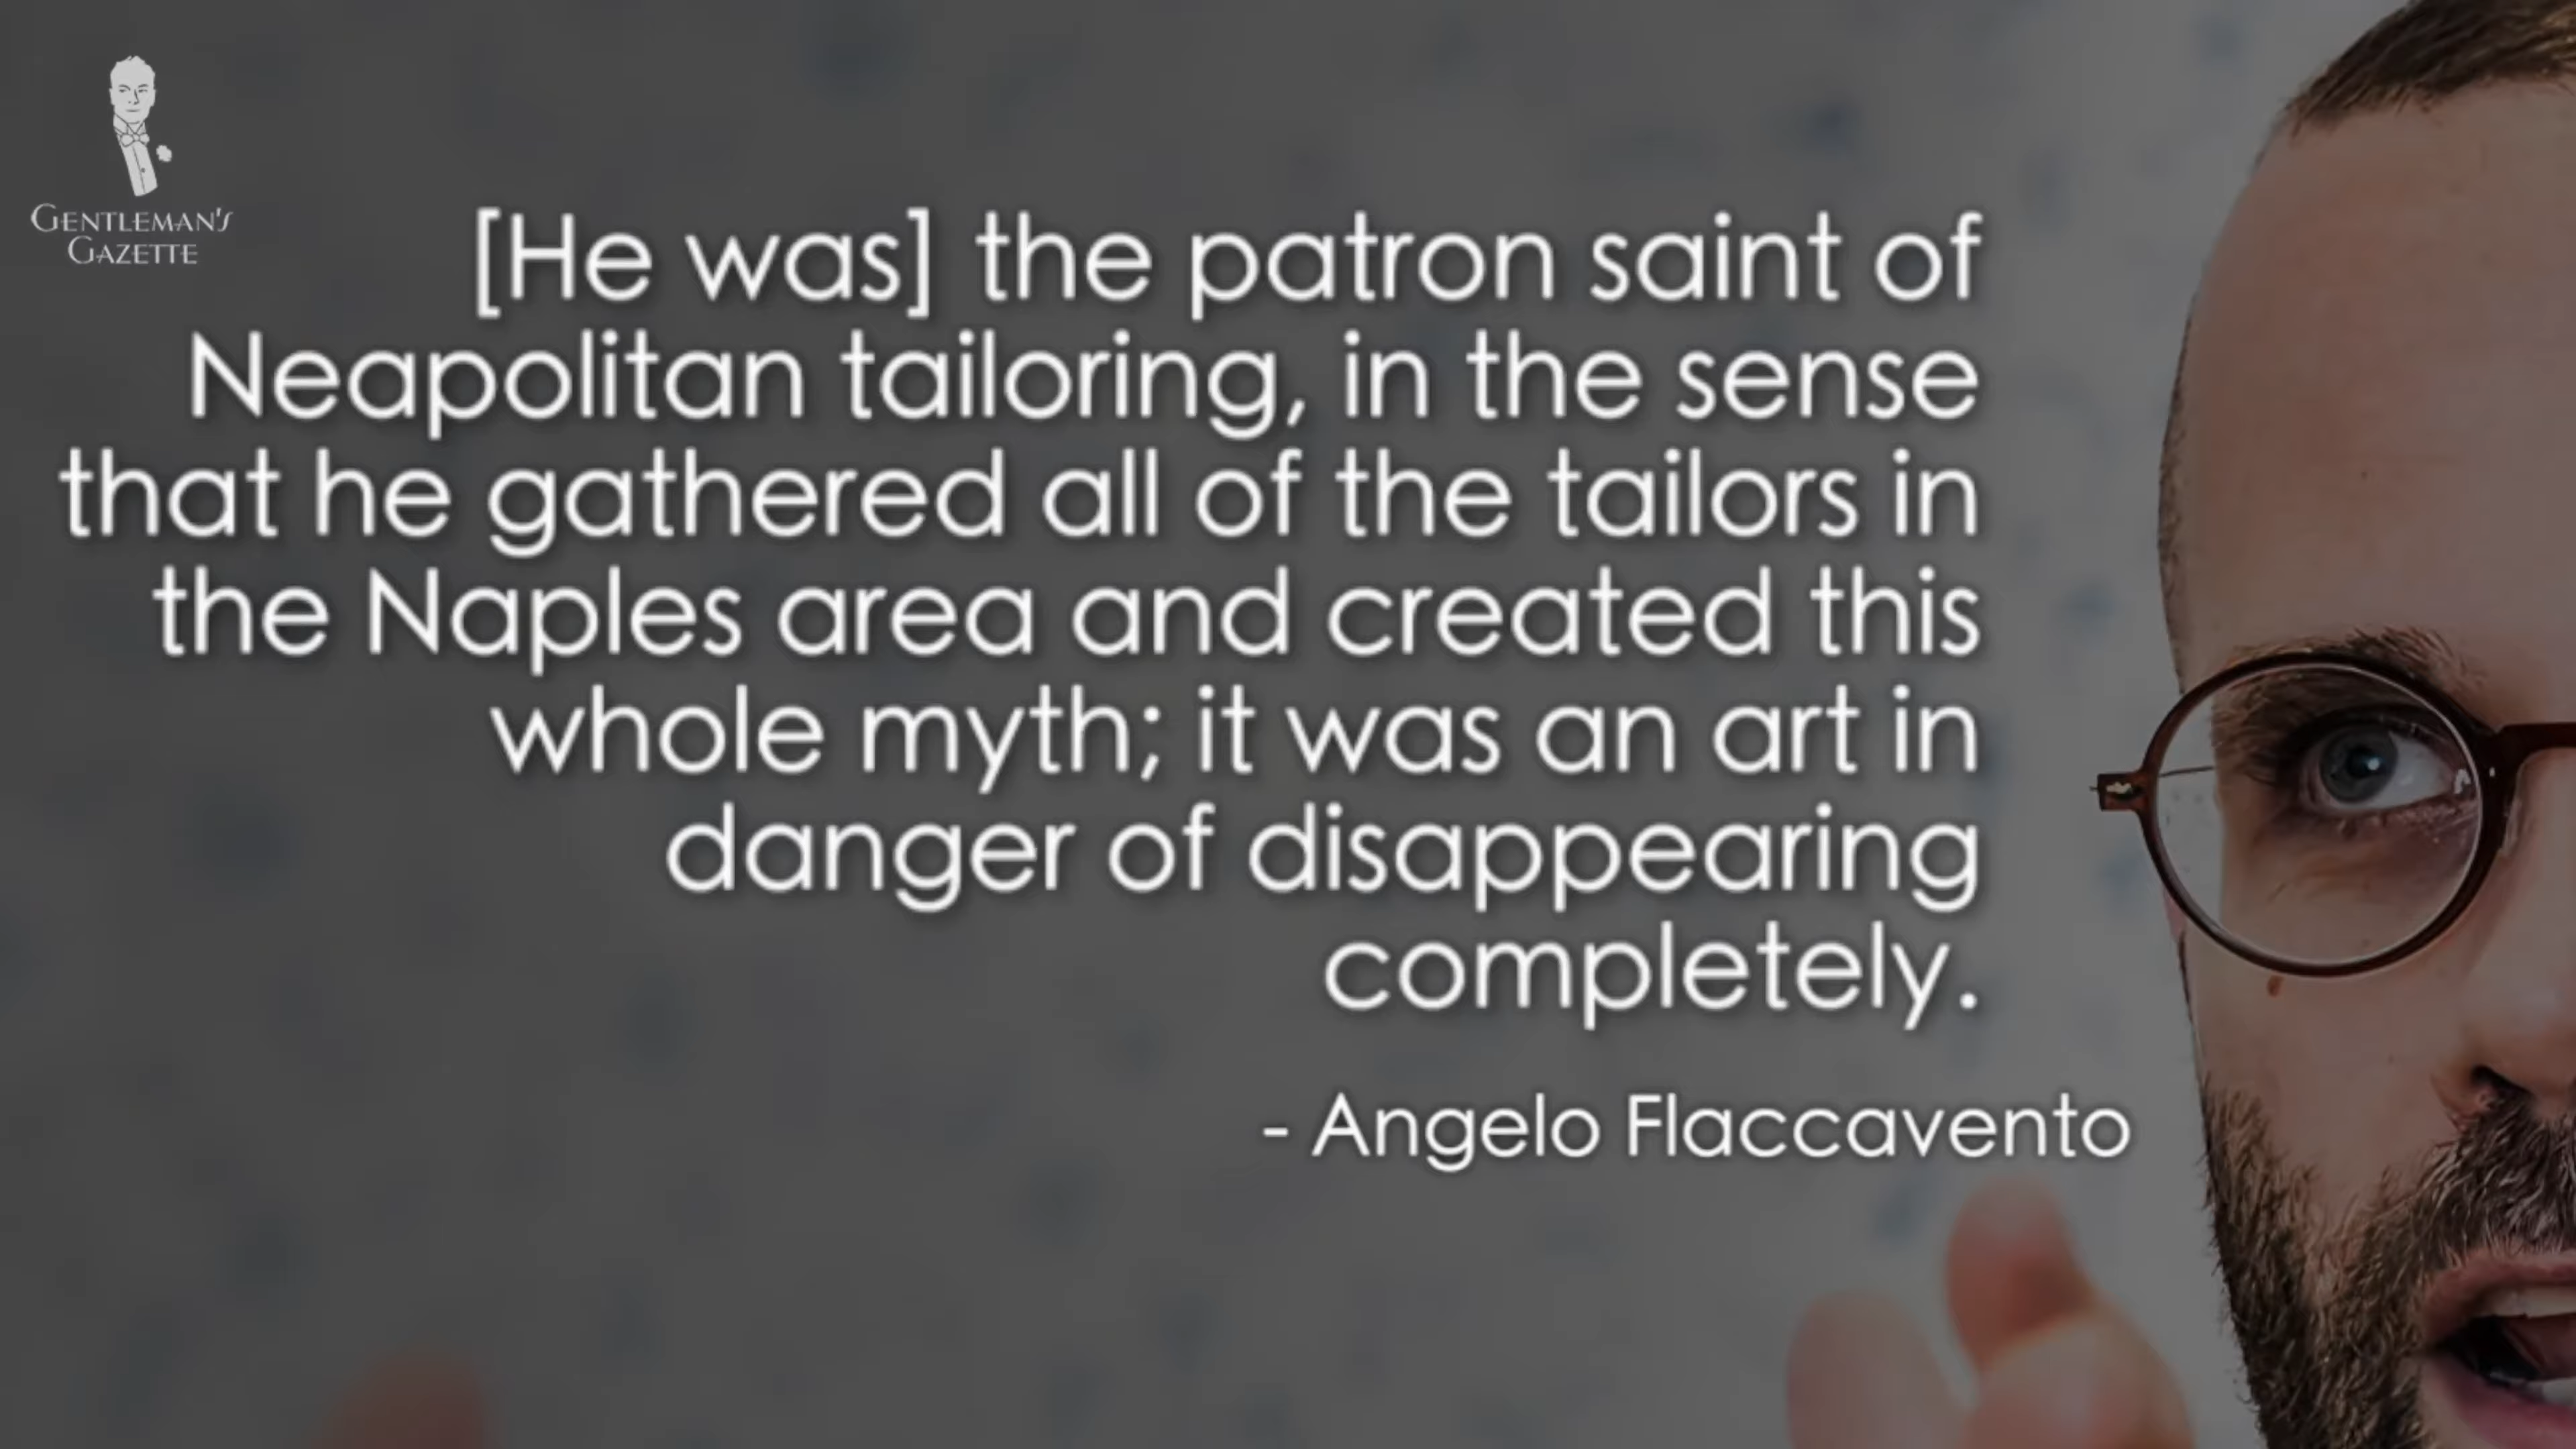 GENTLEMAN'S
GAZETTE
[He was] the patron saint of
Neapolitan tailoring, in the sense
that he gathered all of the tailors in
the Naples area and created this
whole myth; it was an art in
danger of disappearing
completely.
- Angelo Flaccavento